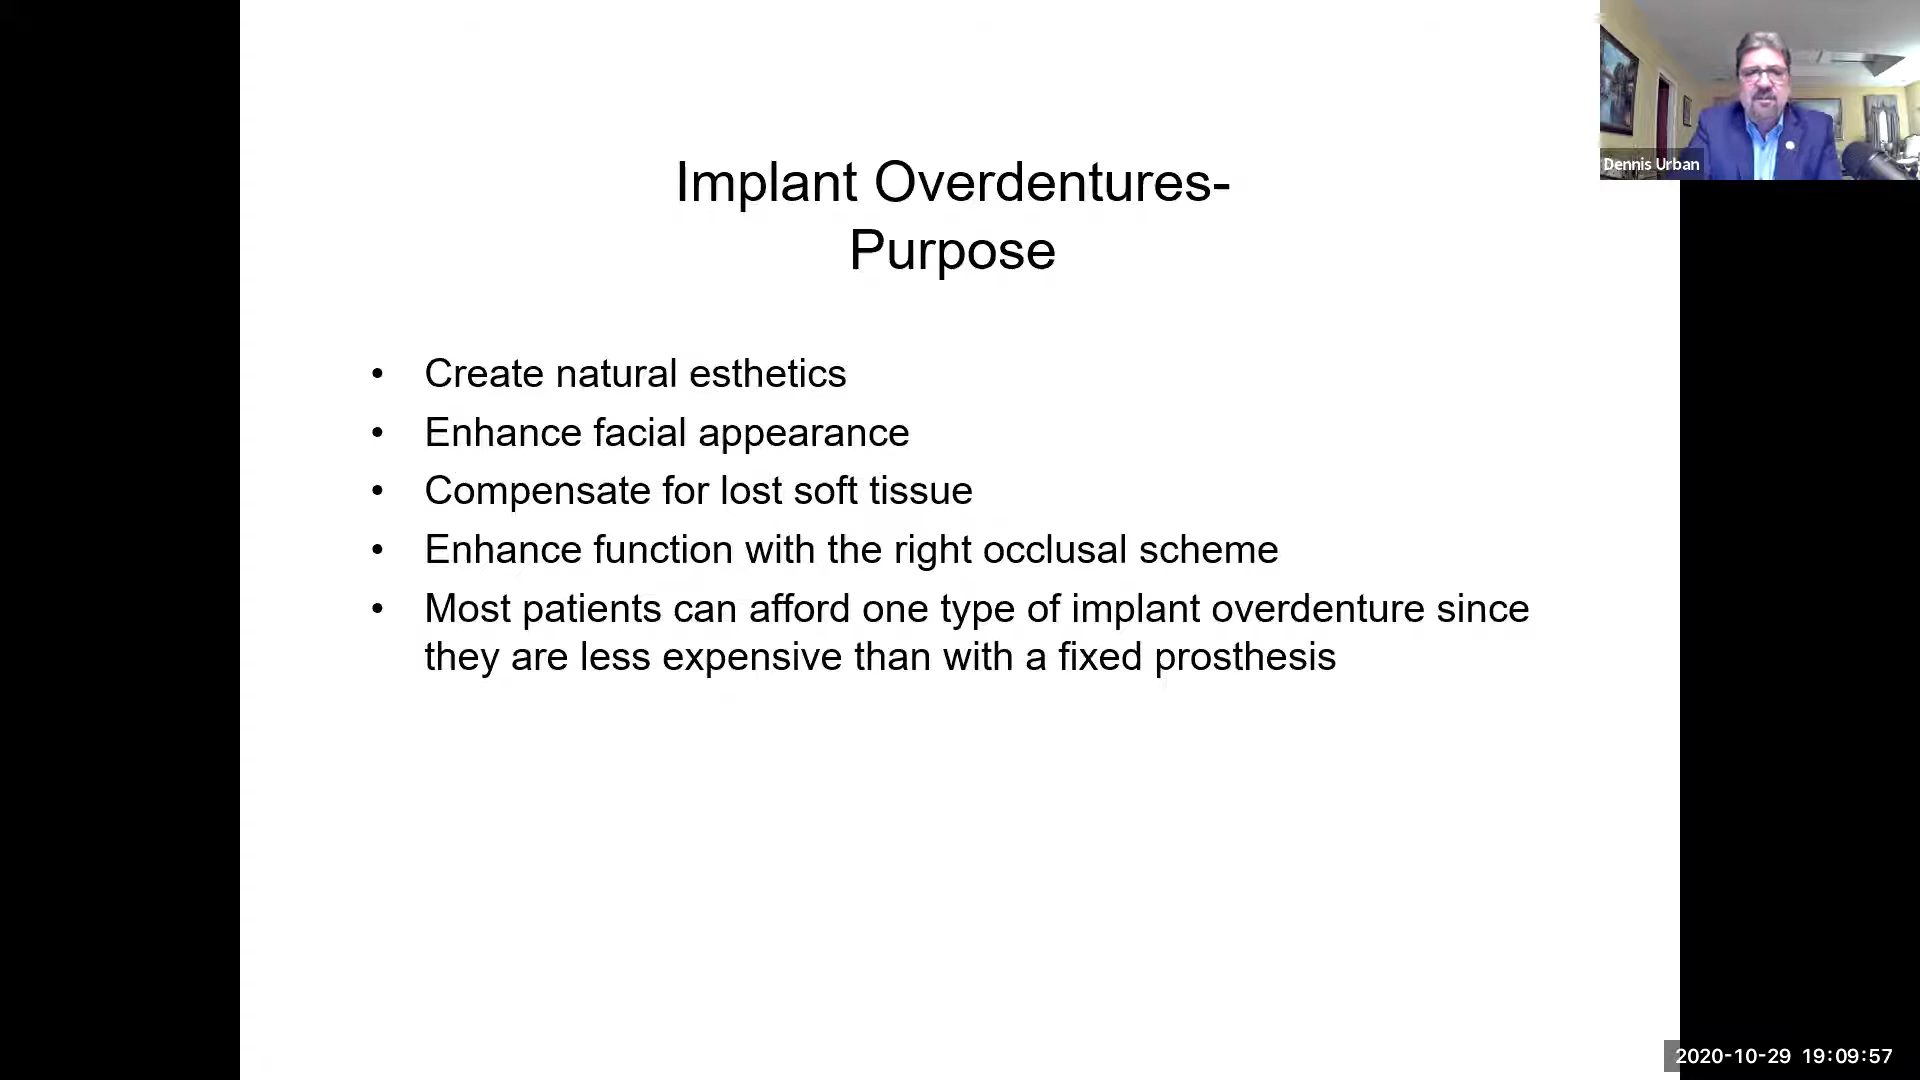 Implant Overdentures-
Purpose
• Create natural esthetics
• Enhance facial appearance
• Compensate for lost soft tissue
• Enhance function with the right occlusal scheme
• Most patients can afford one type of implant overdenture since
they are less expensive than with a fixed prosthesis
Dennis Urban
2020-10-29 19:09:57